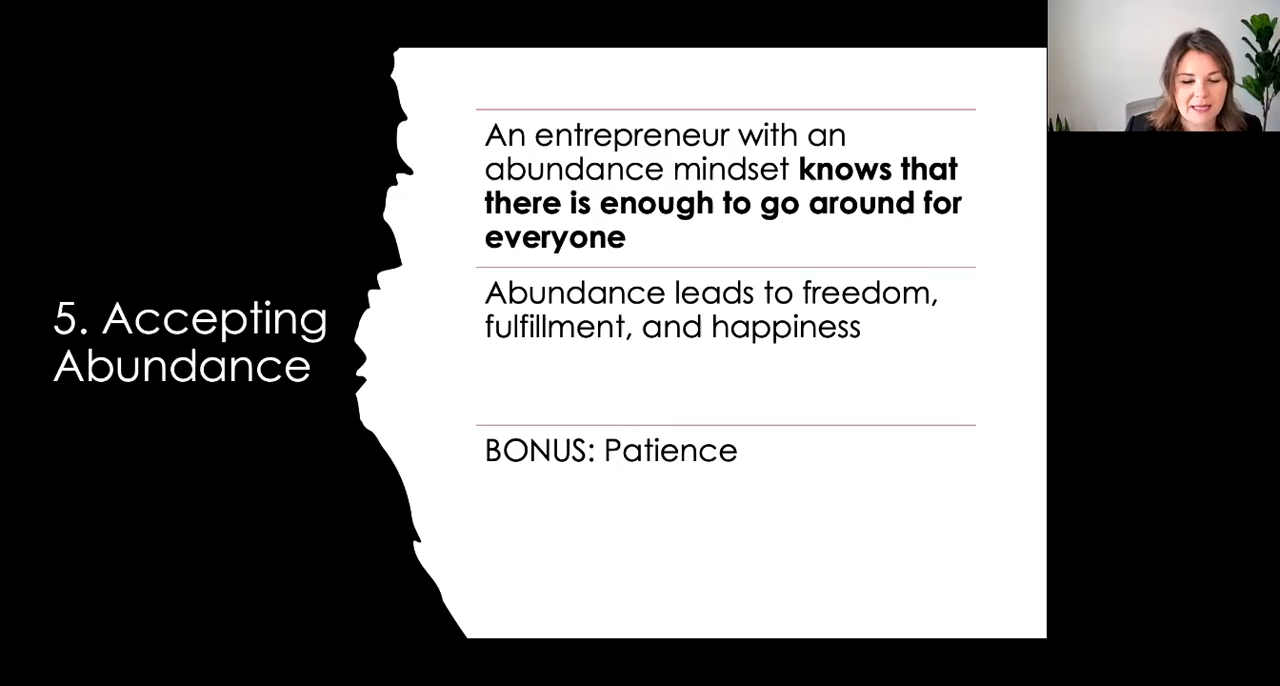 5. Accepting
Abundance
An entrepreneur with an
abundance mindset knows that
there is enough to go around for
everyone
Abundance leads to freedom,
fulfillment, and happiness
BONUS: Patience